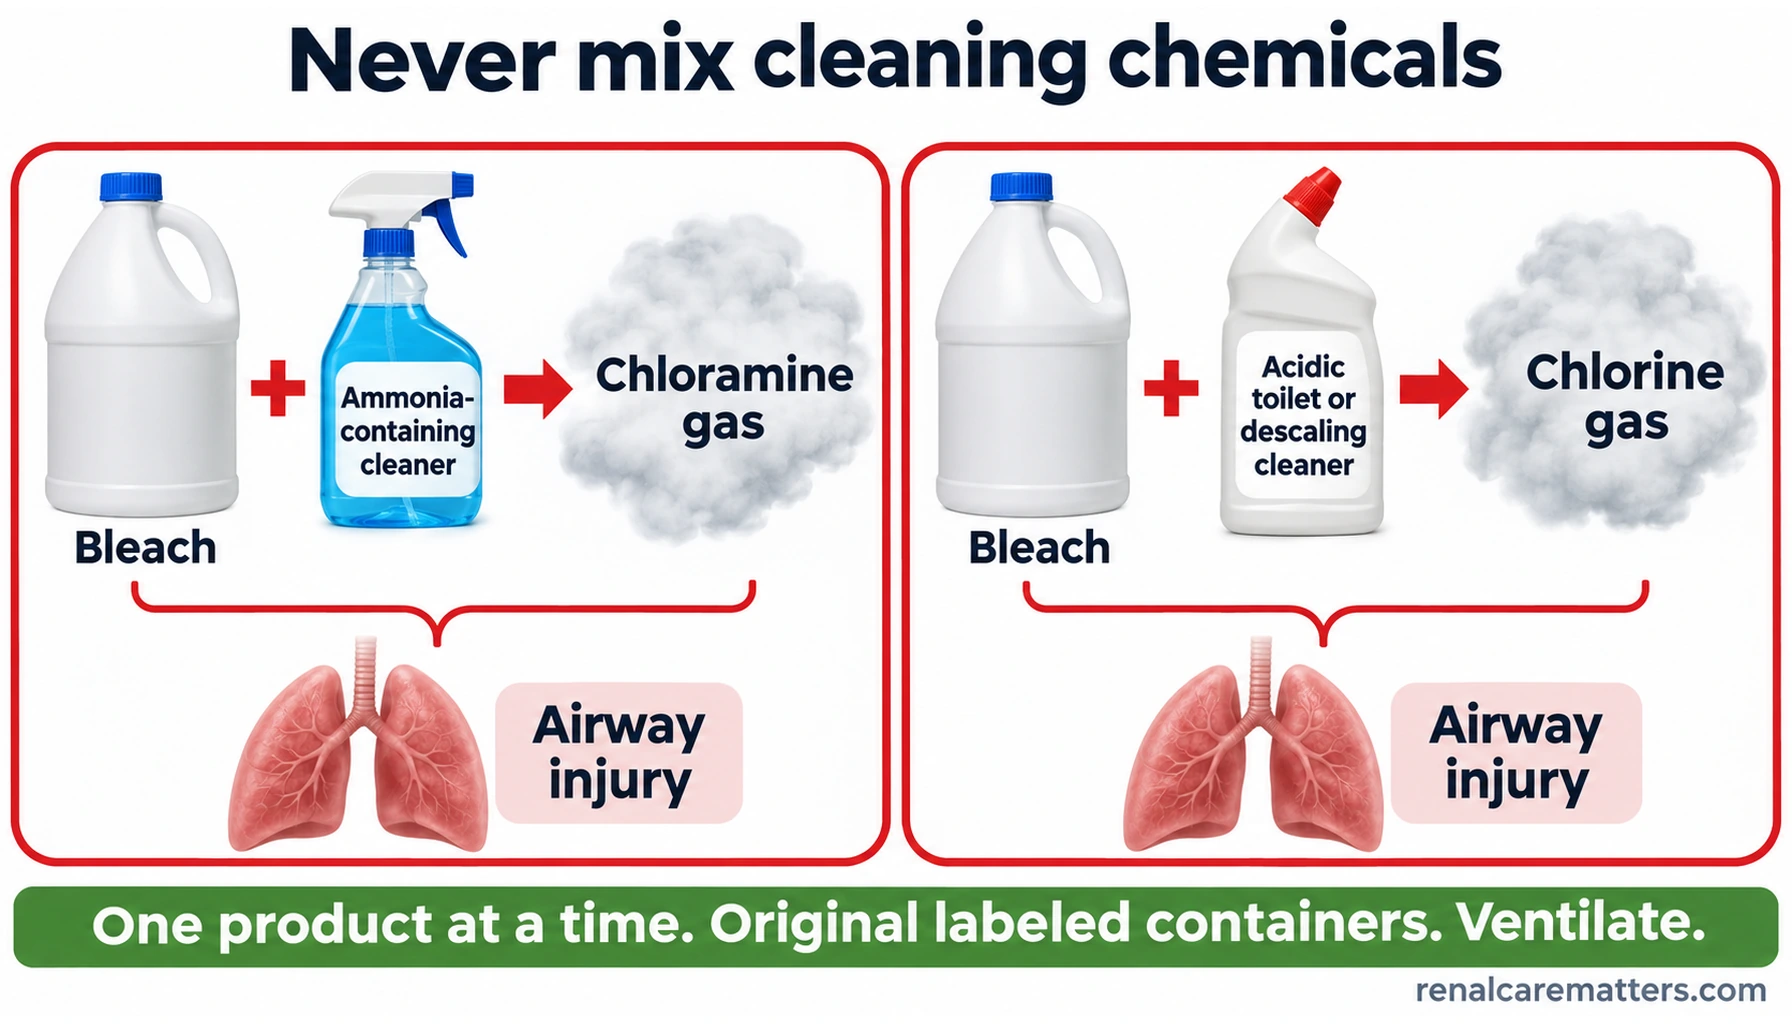 Never mix cleaning chemicals
Ammonia-
containing
cleaner
Chloramine
gas
Bleach
Airway
injury
Acidic
toilet or
descaling
cleaner
Chlorine
gas
Bleach
Airway
injury
One product at a time. Original labeled containers. Ventilate.
renalcarematters.com